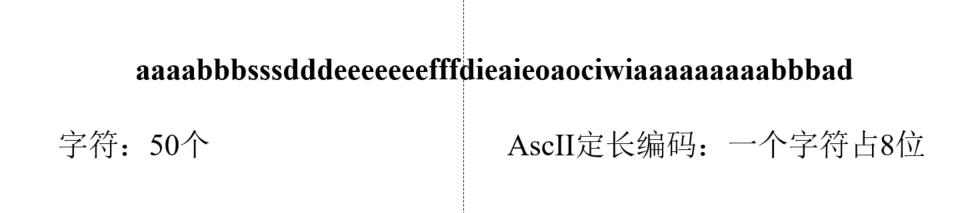 aaaabbbsssdddeeeeeeefffdieaieoaociwiaaaaaaaaabbbad
字符：50个
AscII定长编码：一个字符占8位